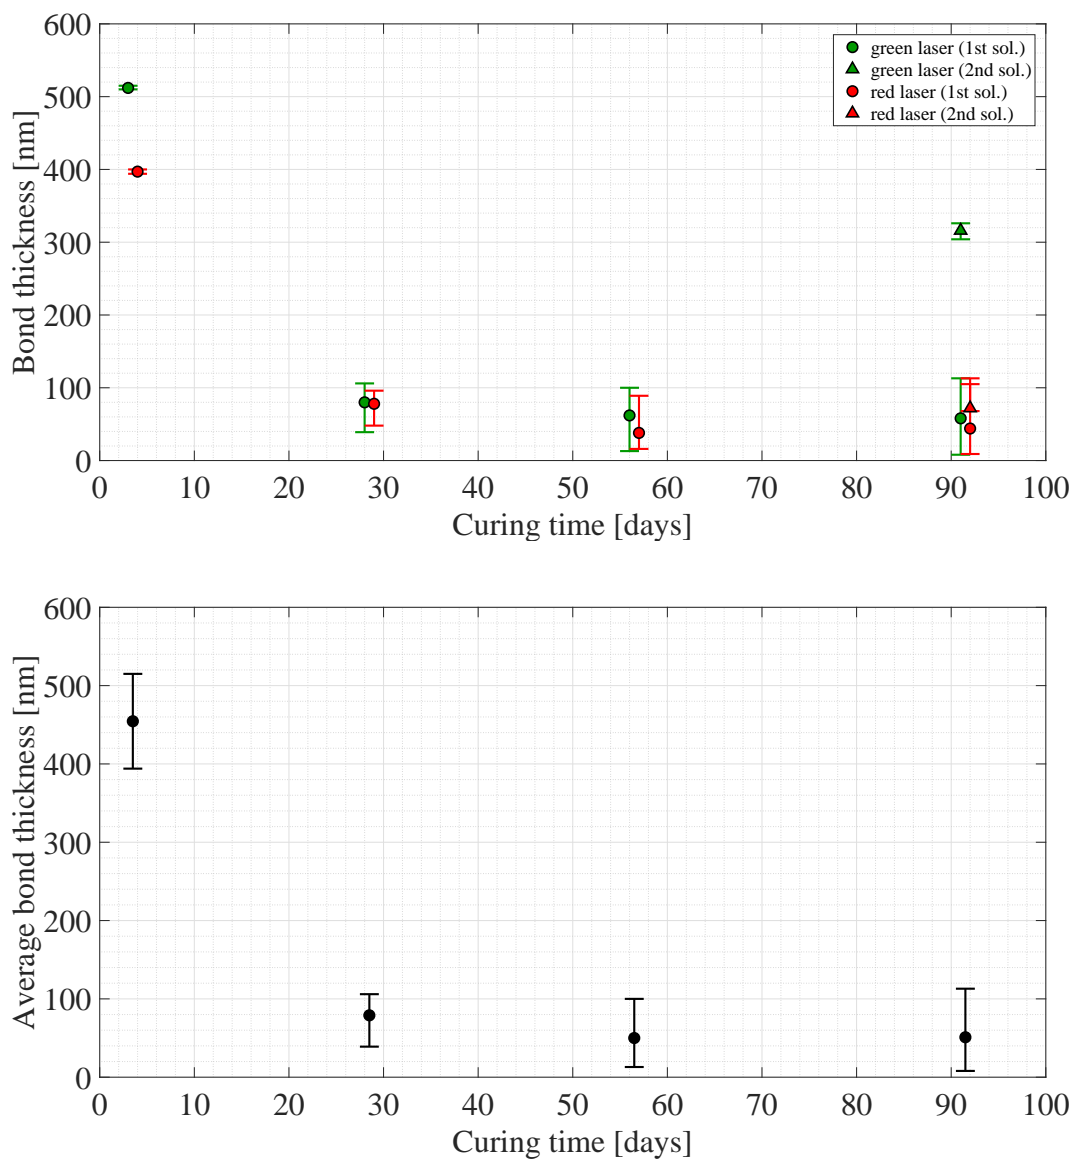 600
500
400
300
200
100
0
Bond thickness [nm]
green laser (1st sol.)
green laser (2nd sol.)
red laser (1st sol.)
red laser (2nd sol.)
0 10 20 30 40 50 60 70 80 90 100
Curing time [days]
600
500
400
300
200
100
0
Average bond thickness [nm]
0 10 20 30 40 50 60 70 80 90 100
Curing time [days]